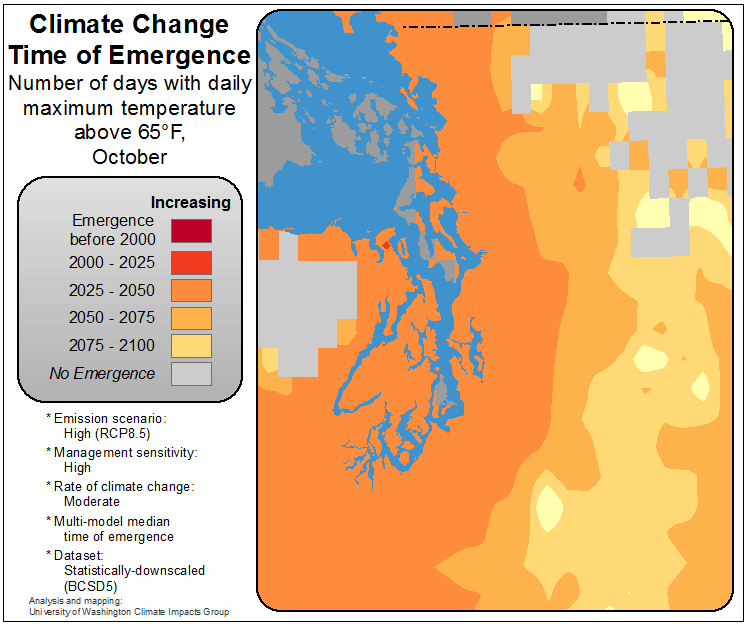 Climate Change
Time of Emergence
Number of days with daily
maximum temperature
above 65°F,
October
Increasing
Emergence
before 2000
2000 - 2025
2025 - 2050
2050 - 2075
2075 - 2100
No Emergence
* Emission scenario:
High (RCP8.5)
* Management sensitivity:
High
* Rate of climate change:
Moderate
* Multi-model median
time of emergence
* Dataset:
Statistically-downscaled
(BCSD5)
Analysis and mapping:
University of Washington Climate Impacts Group